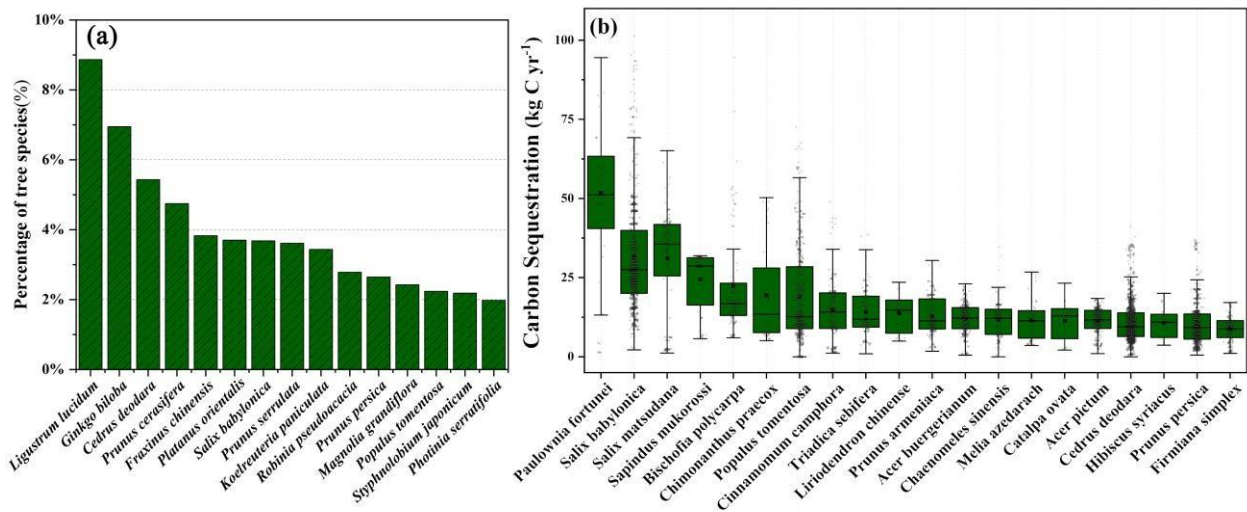 (a)
Percentage of tree species(%)
10%
8%
6%
4%
2%
0%
Ligustrum lucidum
Ginkgo biloba
Cedrus deodara
Prunus cerasifera
Fraxinus chinensis
Platanus orientalis
Salix babylonica
Prunus serrulata
Koelreuteria paniculata
Robinia pseudoacacia
Prunus persica
Magnolia grandiflora
Populus tomentosa
Styphnolobium japonicum
Photinia serratifolia
(b)
Carbon Sequestration (kg C yr⁻¹)
100
75
50
25
0
Paulownia fortunei
Salix babylonica
Salix matsudana
Sapindus mukorossi
Bischofia polycarpa
Chimonanthus praecox
Populus tomentosa
Cinnamomum camphora
Triadica sebifera
Liriodendron chinense
Prunus armeniaca
Acer buergerianum
Chaenomeles sinensis
Melia azedarach
Catalpa ovata
Acer pictum
Cedrus deodara
Hibiscus syriacus
Prunus persica
Firmiana simplex